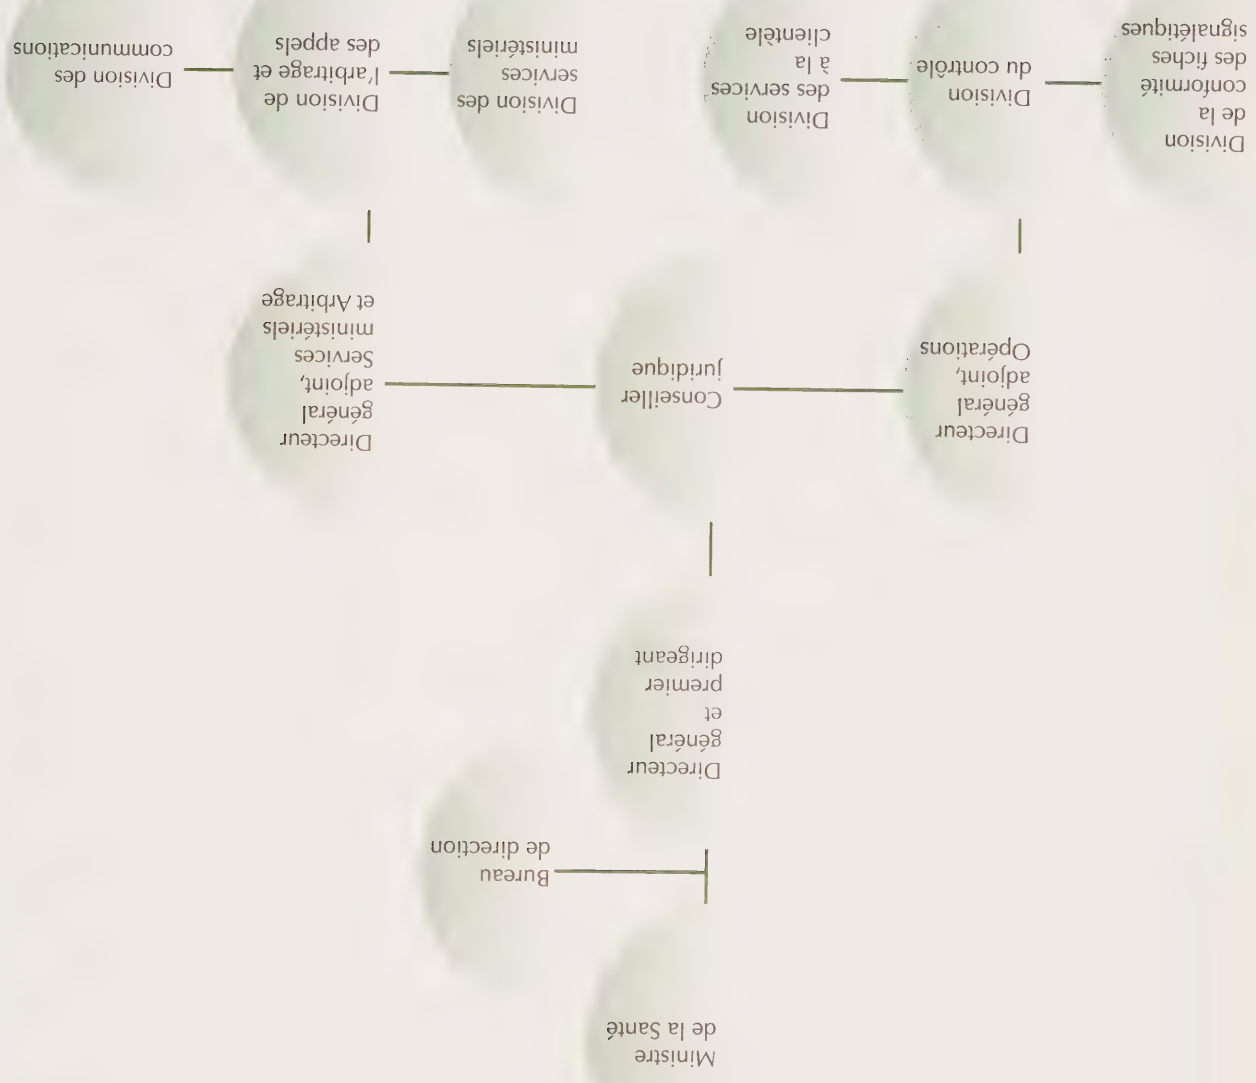 Ministre
de la Santé
Bureau
de direction
Directeur
général
et
premier
dirigeant
Directeur
général
adjoint,
Opérations
Conseiller
juridique
Directeur
général
adjoint,
Services
ministériels
et Arbitrage
Division
de la
conformité
des fiches
signalétiques
Division
du contrôle
Division
des services
à la
clientèle
Division des
services
ministériels
Division de
l'arbitrage et
des appels
Division des
communications